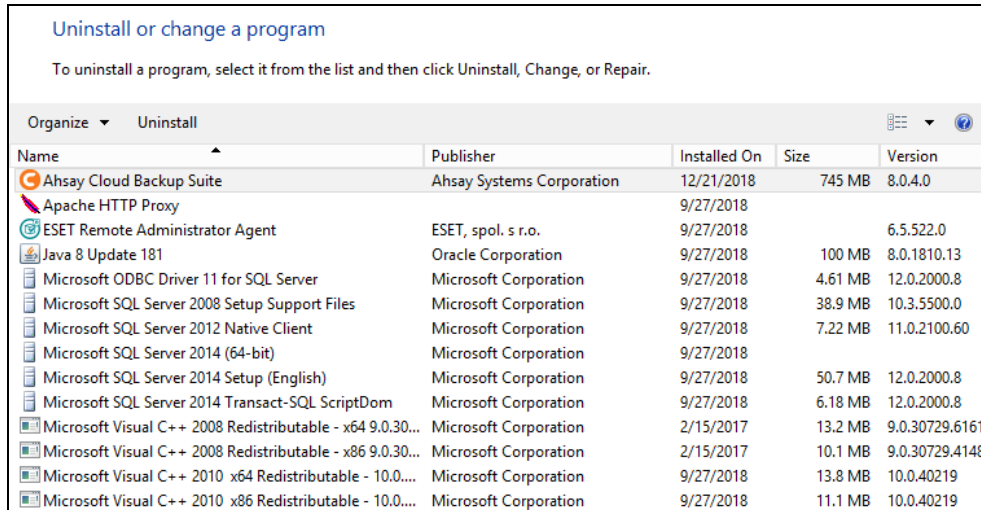 Uninstall or change a program
To uninstall a program, select it from the list and then click Uninstall, Change, or Repair.
Organize Uninstall
Name Publisher Installed On Size Version
Ahsay Cloud Backup Suite Ahsay Systems Corporation 12/21/2018 745 MB 8.0.4.0
Apache HTTP Proxy 9/27/2018
ESET Remote Administrator Agent ESET, spol. s r.o. 9/27/2018 6.5.522.0
Java 8 Update 181 Oracle Corporation 9/27/2018 100 MB 8.0.1810.13
Microsoft ODBC Driver 11 for SQL Server Microsoft Corporation 9/27/2018 4.61 MB 12.0.2000.8
Microsoft SQL Server 2008 Setup Support Files Microsoft Corporation 9/27/2018 38.9 MB 10.3.5500.0
Microsoft SQL Server 2012 Native Client Microsoft Corporation 9/27/2018 7.22 MB 11.0.2100.60
Microsoft SQL Server 2014 (64-bit) Microsoft Corporation 9/27/2018
Microsoft SQL Server 2014 Setup (English) Microsoft Corporation 9/27/2018 50.7 MB 12.0.2000.8
Microsoft SQL Server 2014 Transact-SQL ScriptDom Microsoft Corporation 9/27/2018 6.18 MB 12.0.2000.8
Microsoft Visual C++ 2008 Redistributable - x64 9.0.30... Microsoft Corporation 2/15/2017 13.2 MB 9.0.30729.6161
Microsoft Visual C++ 2008 Redistributable - x86 9.0.30... Microsoft Corporation 2/15/2017 10.1 MB 9.0.30729.4148
Microsoft Visual C++ 2010 x64 Redistributable - 10.0.... Microsoft Corporation 9/27/2018 13.8 MB 10.0.40219
Microsoft Visual C++ 2010 x86 Redistributable - 10.0.... Microsoft Corporation 9/27/2018 11.1 MB 10.0.40219